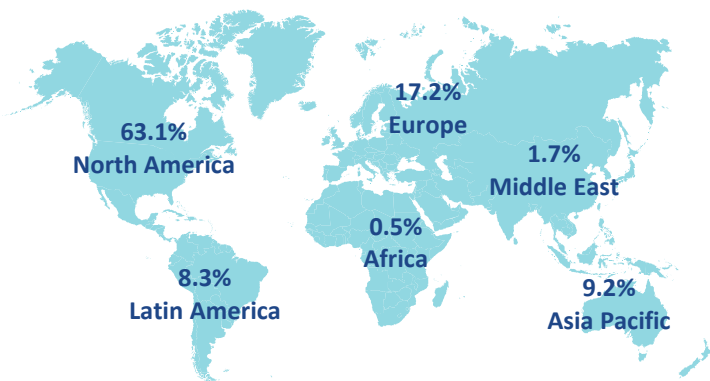 17.2%
Europe
63.1%
North America
1.7%
Middle East
0.5%
Africa
8.3%
Latin America
9.2%
Asia Pacific